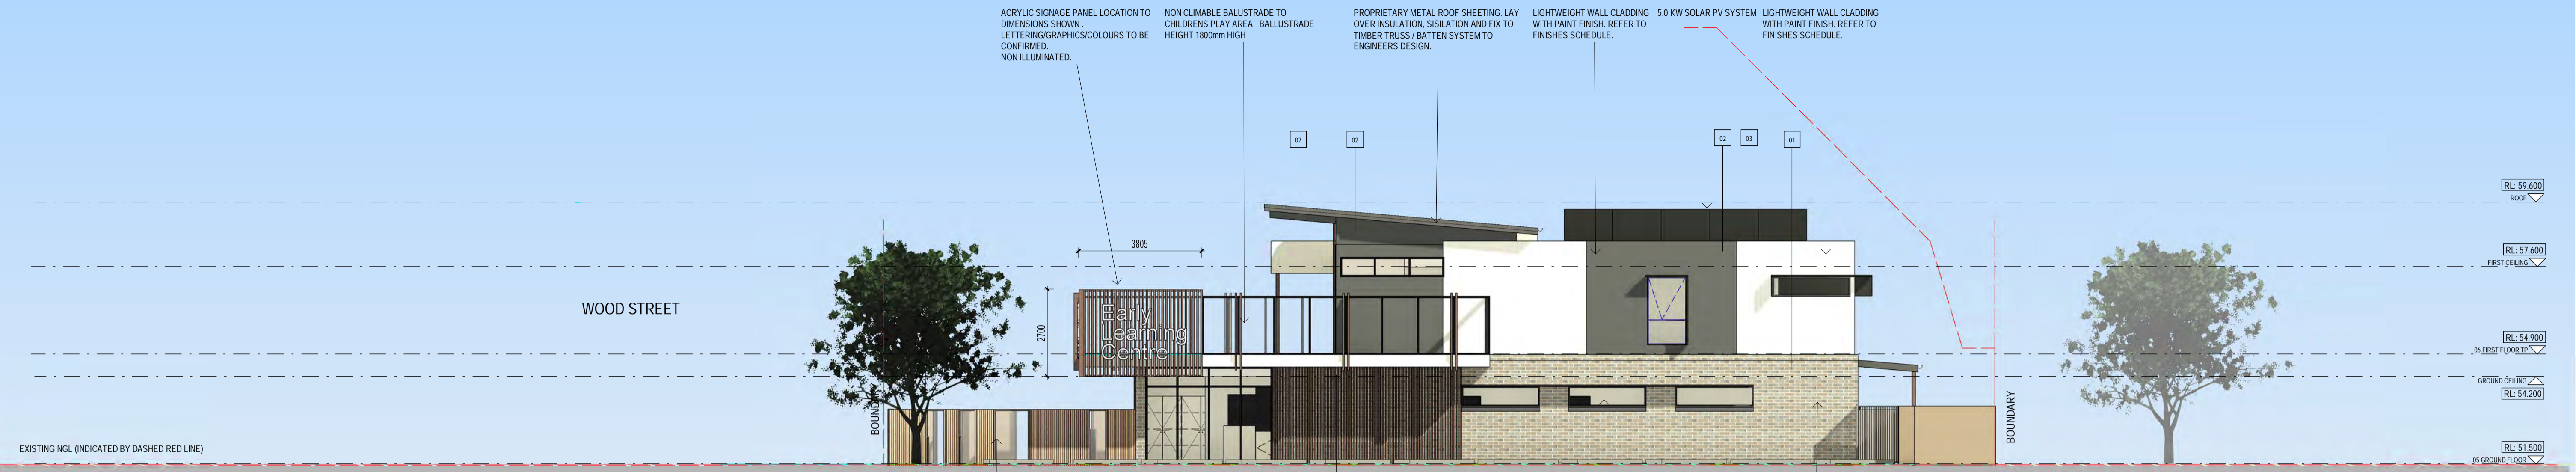 ACRYLIC SIGNAGE PANEL LOCATION TO
DIMENSIONS SHOWN .
LETTERING/GRAPHICS/COLOURS TO BE
CONFIRMED.
NON ILLUMINATED.
NON CLIMABLE BALUSTRADE TO
CHILDRENS PLAY AREA. BALLUSTRADE
HEIGHT 1800mm HIGH
PROPRIETARY METAL ROOF SHEETING. LAY
OVER INSULATION, SISILATION AND FIX TO
TIMBER TRUSS / BATTEN SYSTEM TO
ENGINEERS DESIGN.
LIGHTWEIGHT WALL CLADDING
WITH PAINT FINISH. REFER TO
FINISHES SCHEDULE.
5.0 KW SOLAR PV SYSTEM
LIGHTWEIGHT WALL CLADDING
WITH PAINT FINISH. REFER TO
FINISHES SCHEDULE.
07
02
02
03
01
RL: 59.600
ROOF
3805
RL: 57.600
FIRST CEILING
WOOD STREET
2700
Early
Learning
Centre
RL: 54.900
06 FIRST FLOOR TP
GROUND CEILING
RL: 54.200
BOUNDARY
BOUNDARY
EXISTING NGL (INDICATED BY DASHED RED LINE)
RL: 51.500
05 GROUND FLOOR